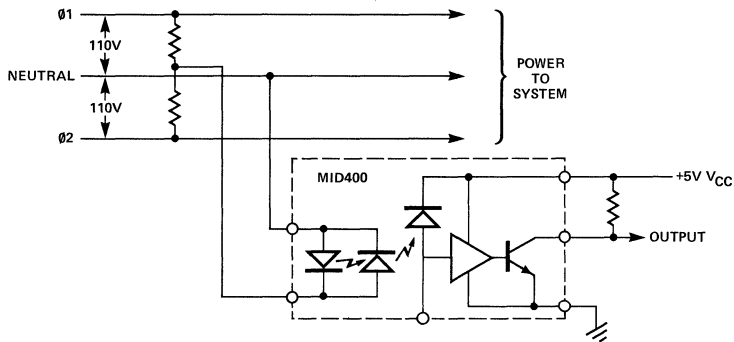 Ø1
110V
NEUTRAL
110V
Ø2
POWER
TO
SYSTEM
MID400
+5V VCC
OUTPUT